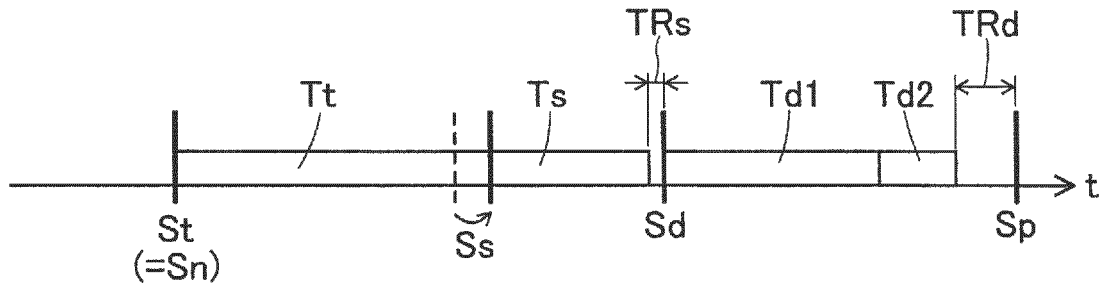 TRs TRd
Tt Ts Td1 Td2
t
St Ss Sd Sp
(=Sn)